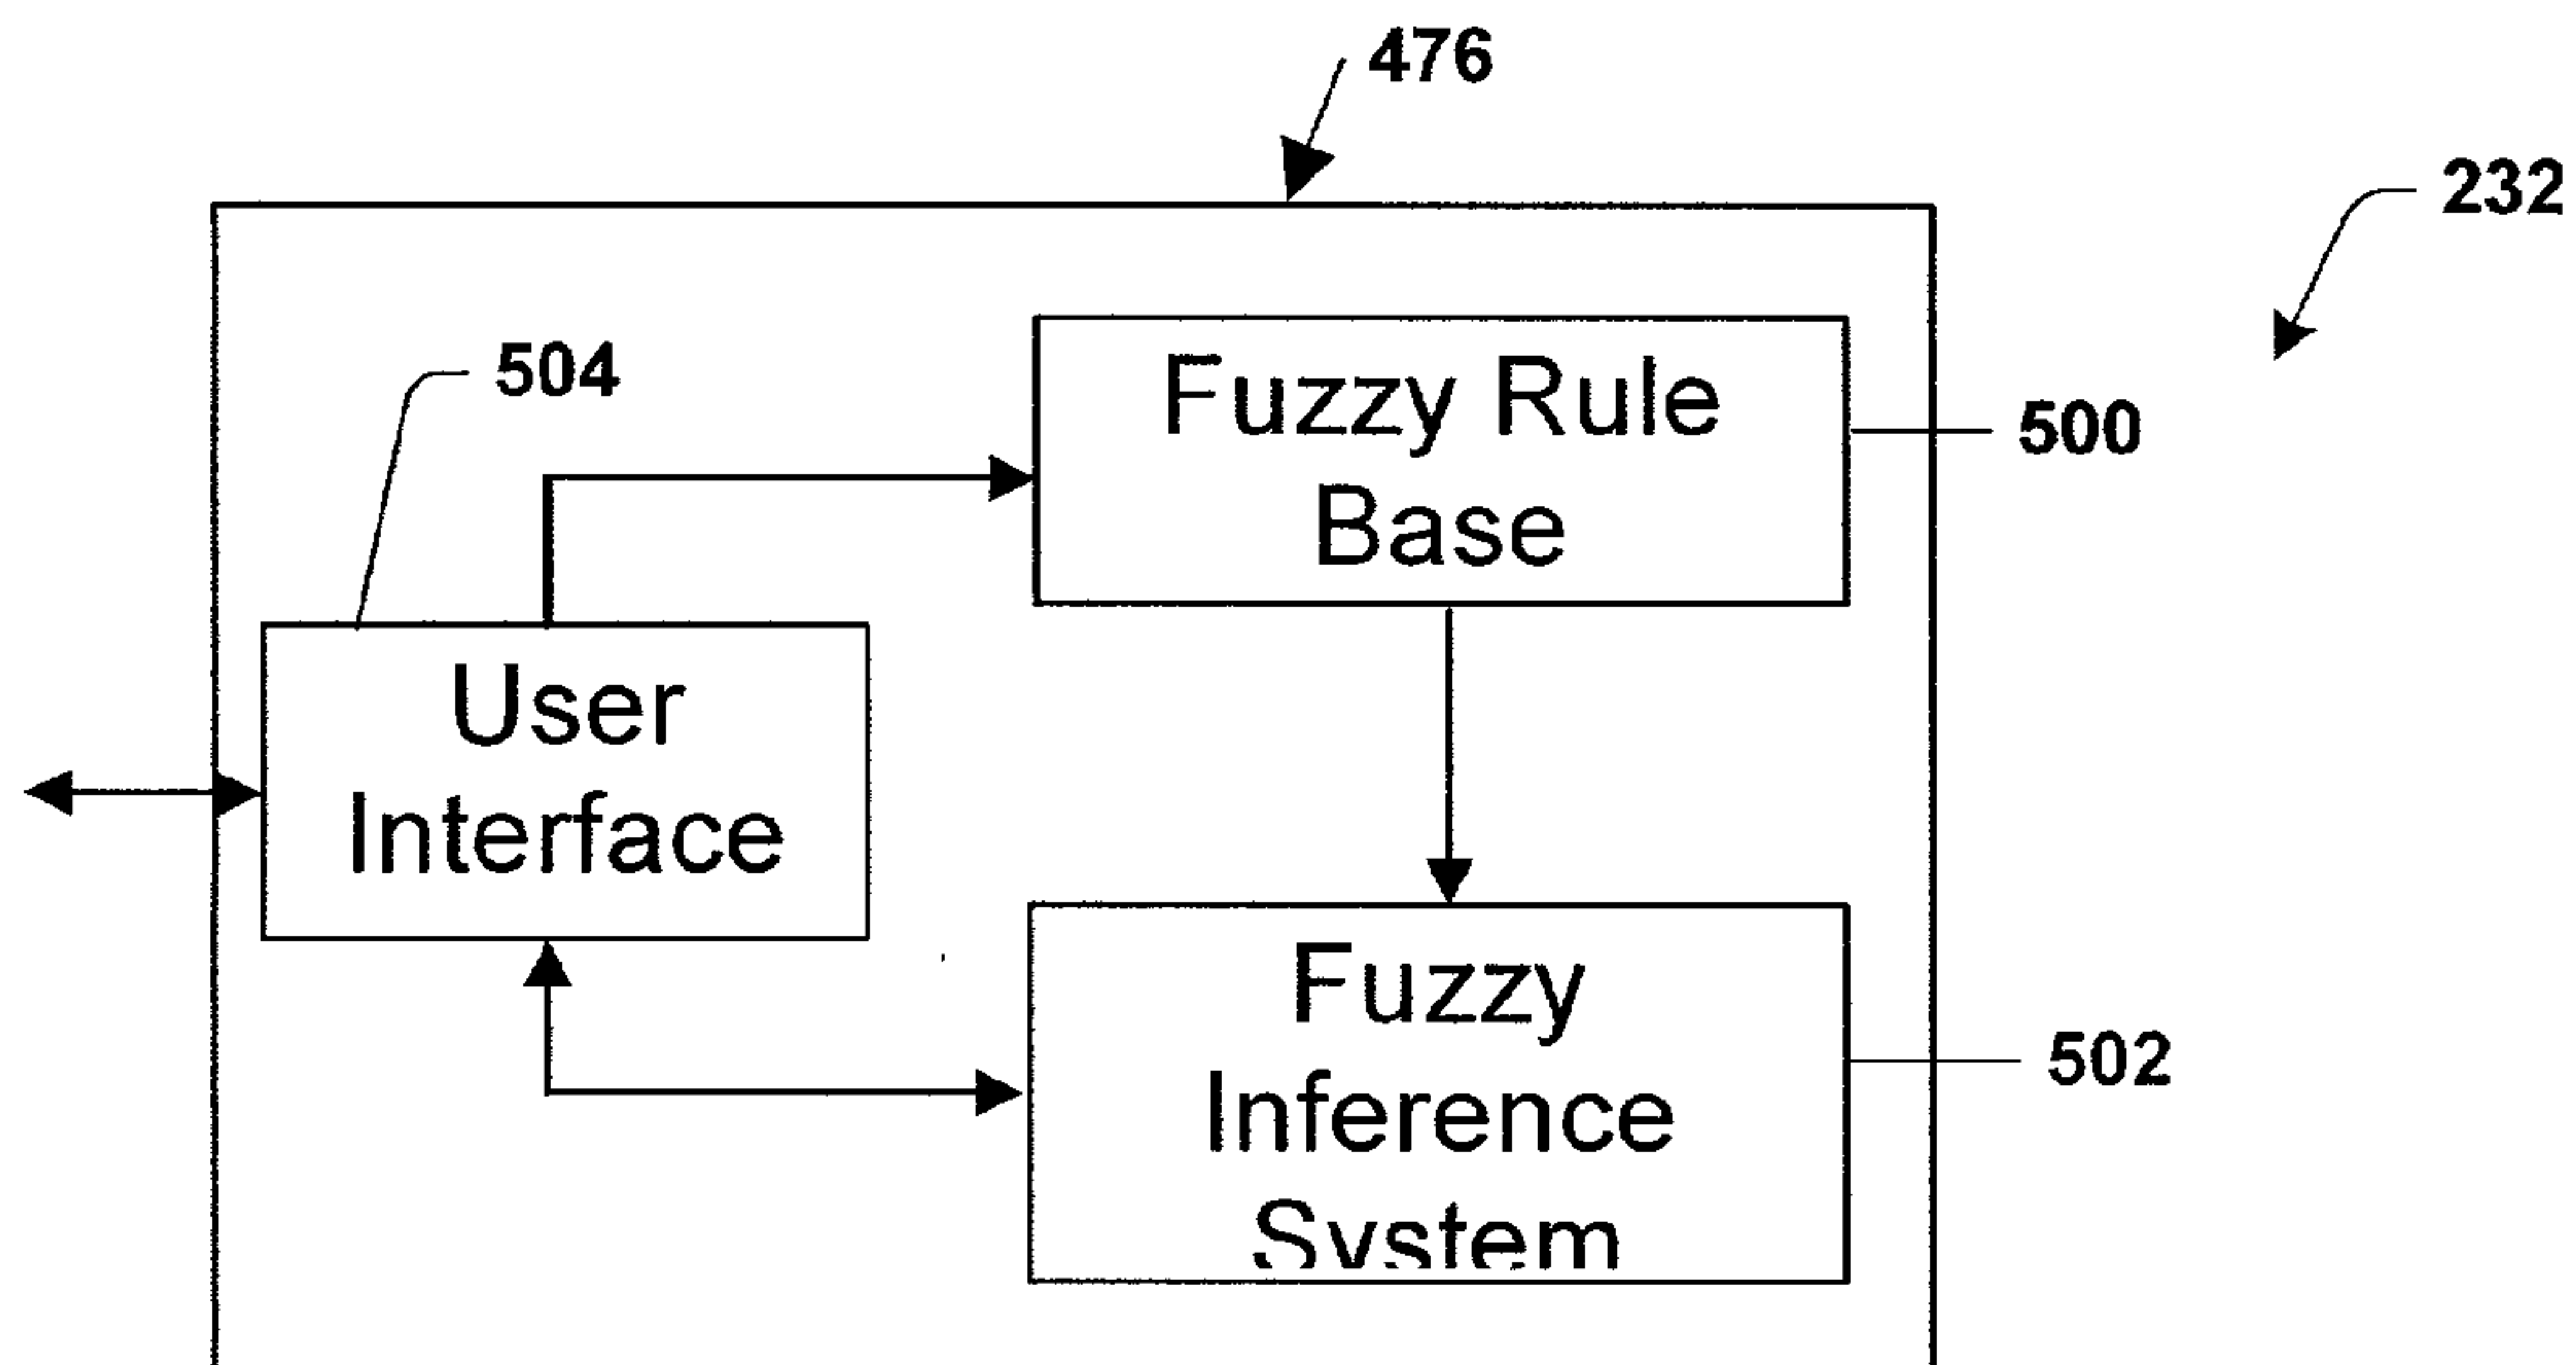 476
232
504
Fuzzy Rule
Base
500
User
Interface
Fuzzy
Inference
System
502